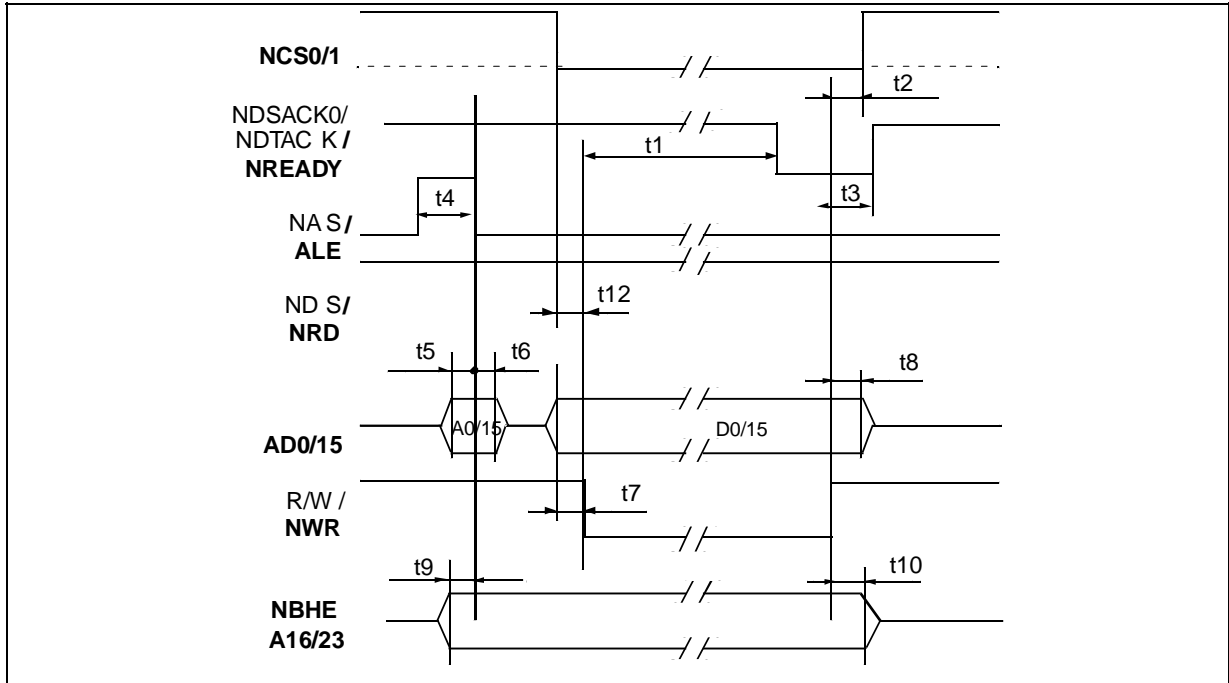 NCS0/1
t2
NDSACK0/
NDTAC K/
NREADY
t1
t3
t4
NA S/
ALE
t12
ND S/
NRD
t5
t6
t8
A0/15
D0/15
AD0/15
R/W /
NWR
t7
t9
t10
NBHE
A16/23